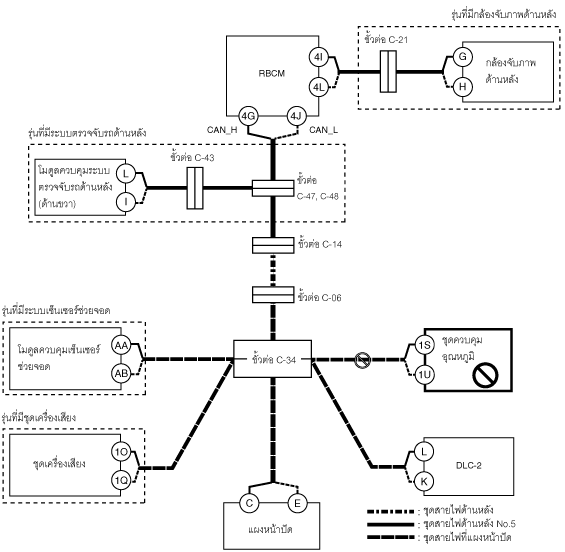 รุ่นที่มีกล้องจับภาพด้านหลัง
ขั้วต่อ C-21
4I
G
RBCM
กล้องจับภาพ
ด้านหลัง
4L
H
4G
4J
CAN_H
CAN_L
รุ่นที่มีระบบตรวจจับรถด้านหลัง
ขั้วต่อ C-43
โมดูลควบคุมระบบ
ตรวจจับรถด้านหลัง
(ด้านขวา)
L
I
ขั้วต่อ
C-47, C-48
ขั้วต่อ C-14
ขั้วต่อ C-06
รุ่นที่มีระบบเซ็นเซอร์ช่วยจอด
โมดูลควบคุมเซ็นเซอร์
ช่วยจอด
AA
AB
ขั้วต่อ C-34
1S
1U
ชุดควบคุม
อุณหภูมิ
รุ่นที่มีชุดเครื่องเสียง
ชุดเครื่องเสียง
1O
1Q
L
K
DLC-2
C
E
แผงหน้าปัด
: ชุดสายไฟด้านหลัง
: ชุดสายไฟด้านหลัง No.5
: ชุดสายไฟที่แผงหน้าปัด